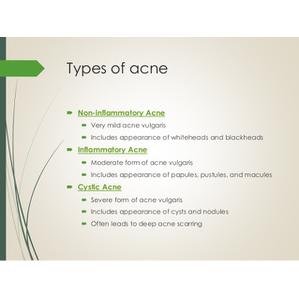 Types of acne
Non-inflammatory Acne
Very mild acne vulgaris
Includes appearance of whiteheads and blackheads
Inflammatory Acne
Moderate form of acne vulgaris
Includes appearance of papules, pustules, and macules
Cystic Acne
Severe form of acne vulgaris
Includes appearance of cysts and nodules
Often leads to deep acne scarring